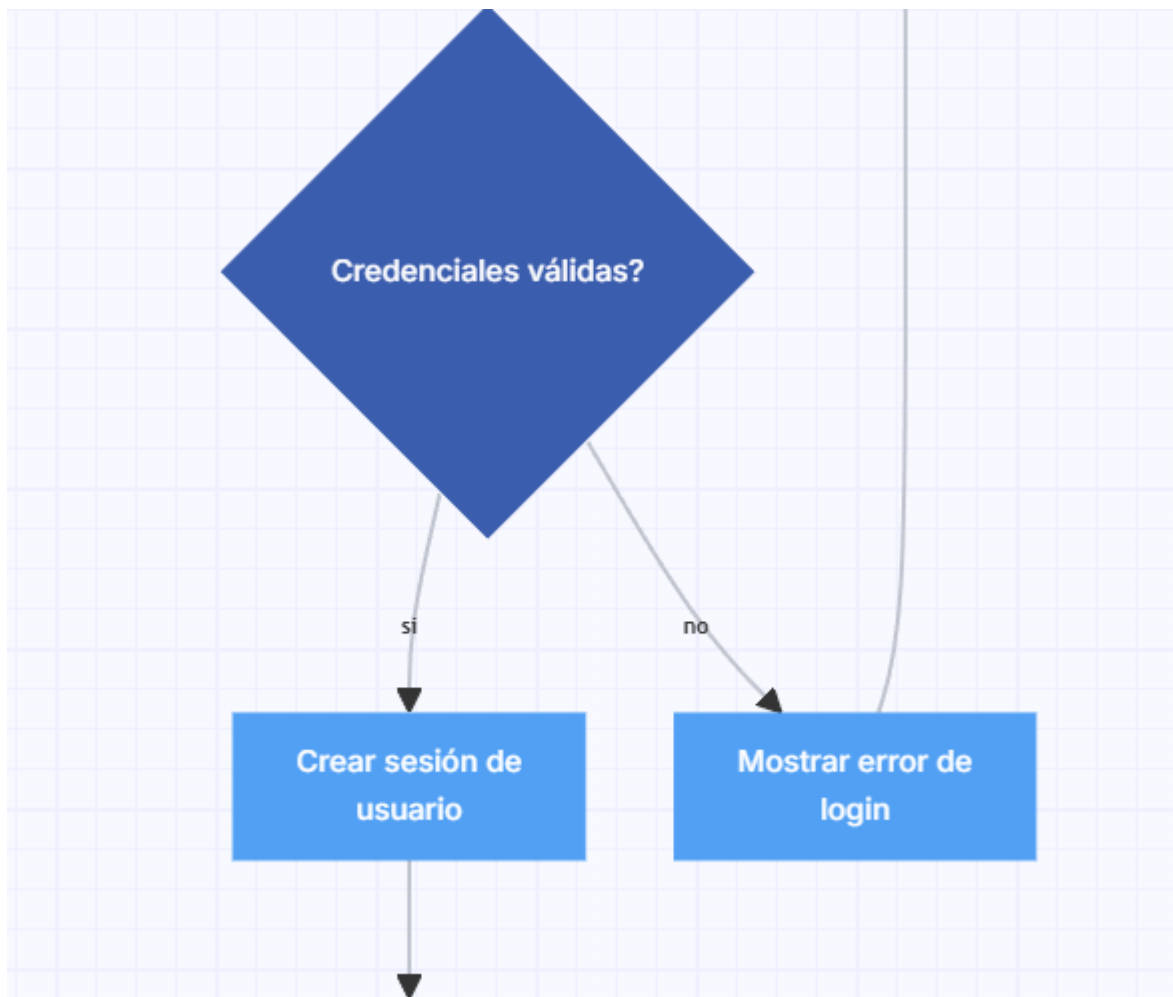 Credenciales válidas?
si
no
Crear sesión de
usuario
Mostrar error de
login